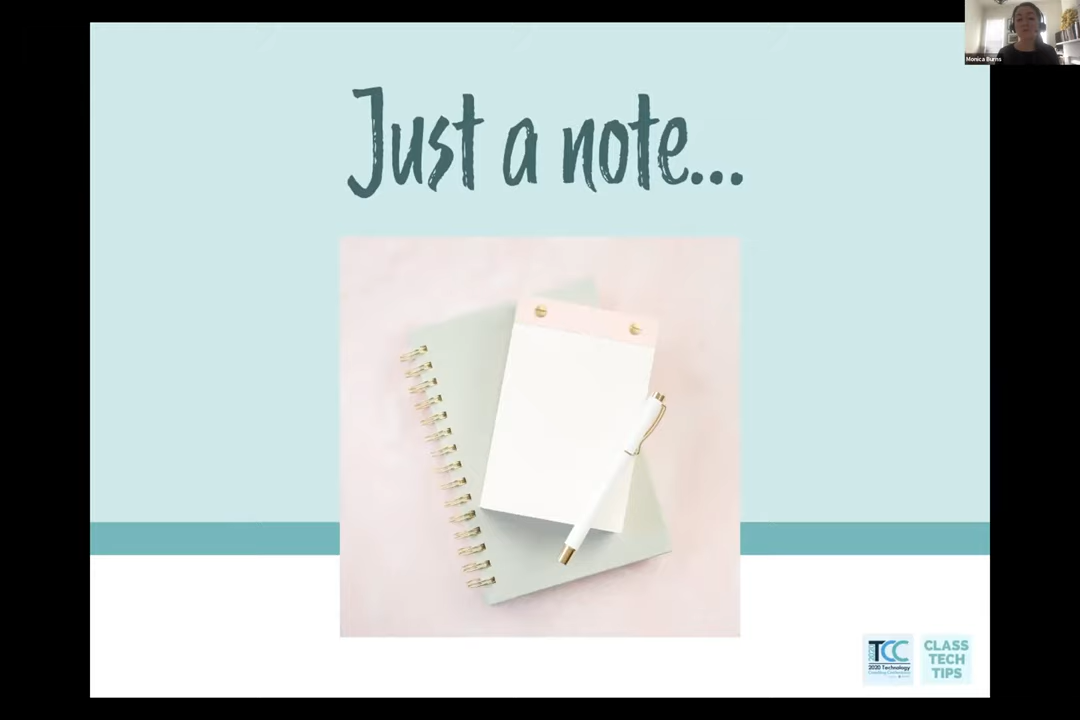 Monica Burns
Just a note...
TCC
2020 Technology
CLASS
TECH
TIPS